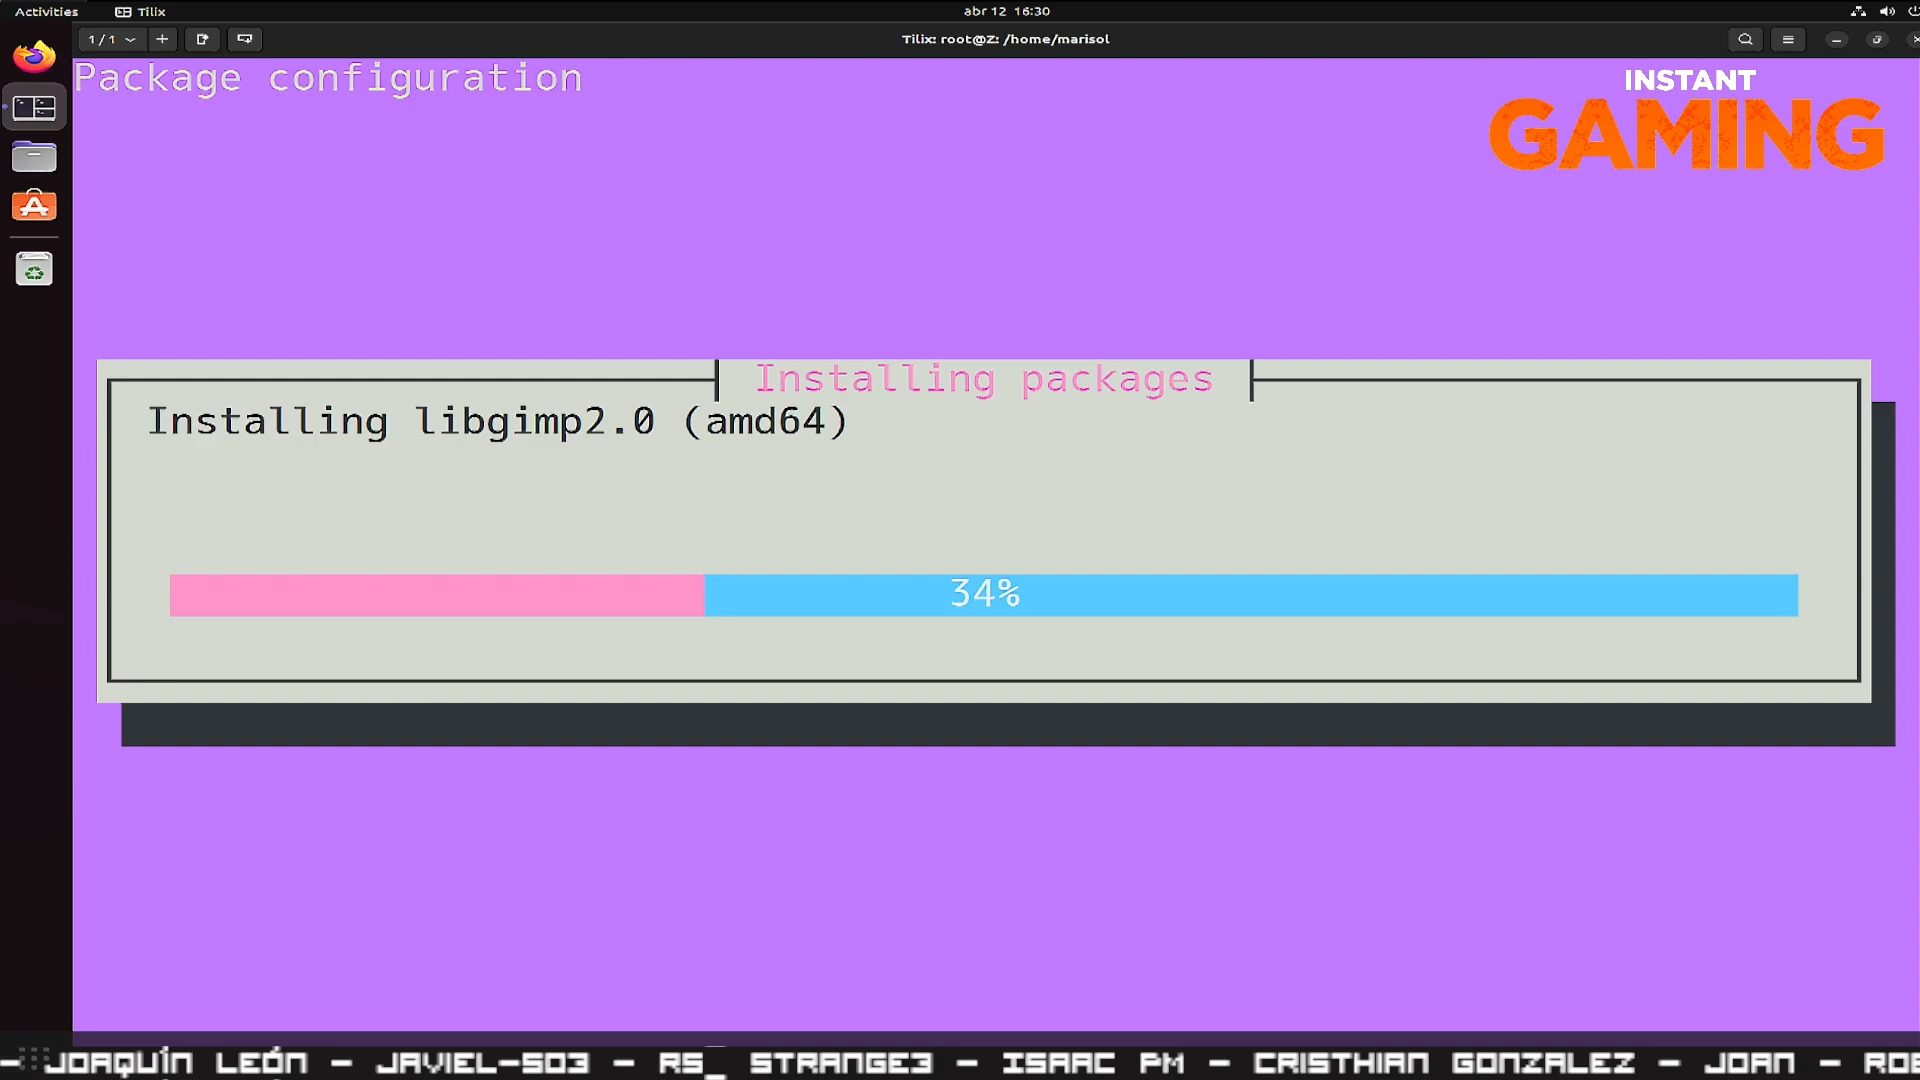 Activities Tilix abr 12 16:30
1 / 1 Tilix: root@Z: /home/marisol
Package configuration
INSTANT
GAMING
Installing packages
Installing libgimp2.0 (amd64)
34%
– JOAQUÍN LEÓN – JAVIEL-503 – RS_ STRANGE3 – ISAAC PM – CRISTHIAN GONZALEZ – JOAN –